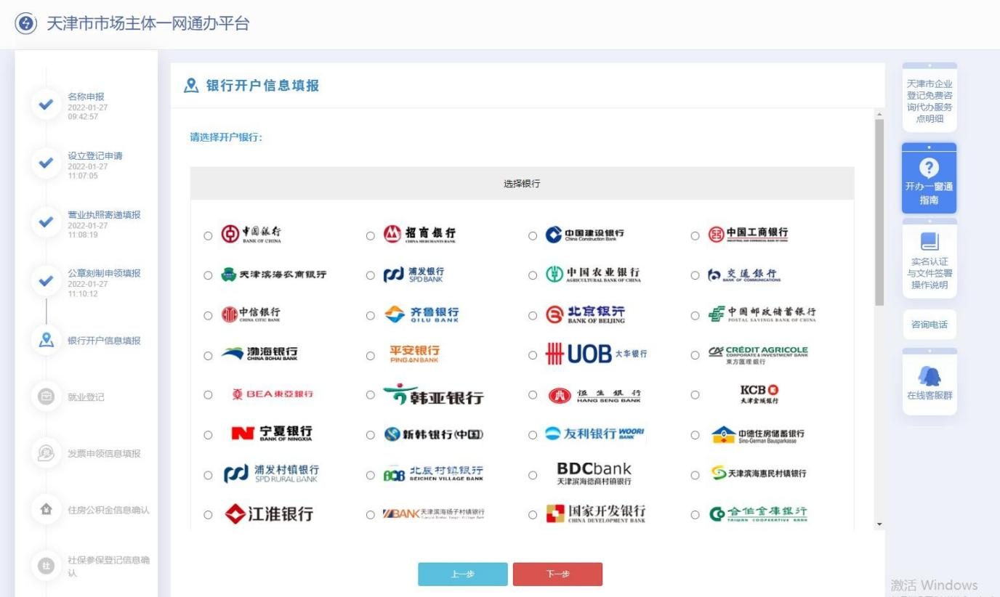 天津市市场主体一网通办平台
名称申报
2022-01-27
09:42:57
设立登记申请
2022-01-27
11:07:05
营业执照寄递填报
2022-01-27
11:08:19
公章刻制申领填报
2022-01-27
11:10:12
银行开户信息填报
就业登记
发票申领信息填报
住房公积金信息确认
社
社保参保登记信息确
认
银行开户信息填报
请选择开户银行：
选择银行
中国银行
BANK OF CHINA
招商银行
CHINA MERCHANTS BANK
中国建设银行
China Construction Bank
中国工商银行
INDUSTRIAL AND COMMERCIAL BANK OF CHINA
天津滨海农商银行
浦发银行
SPD BANK
中国农业银行
AGRICULTURAL BANK OF CHINA
交通银行
BANK OF COMMUNICATIONS
中信银行
CHINA CITIC BANK
齐鲁银行
QILU BANK
北京银行
BANK OF BEIJING
中国邮政储蓄银行
POSTAL SAVINGS BANK OF CHINA
渤海银行
CHINA BOHAI BANK
平安银行
PING AN BANK
UOB 大华银行
CRÉDIT AGRICOLE
CORPORATE & INVESTMENT BANK
東方匯理銀行
BEA東亞銀行
韩亚银行
恒生銀行
HANG SENG BANK
KCB
天津金城银行
宁夏银行
BANK OF NINGXIA
新韩银行(中国)
友利银行 WOORI
BANK
中德住房储蓄银行
Sino-German Bausparkasse
浦发村镇银行
SPD RURAL BANK
北辰村镇银行
BEICHEN VILLAGE BANK
BDCbank
天津滨海德商村镇银行
天津滨海惠民村镇银行
江淮银行
BANK 天津滨海扬子村镇银行
国家开发银行
CHINA DEVELOPMENT BANK
合作金庫銀行
TAIWAN COOPERATIVE BANK
上一步
下一步
天津市企业
登记免费咨
询代办服务
点明细
开办一窗通
指南
实名认证
与文件签署
操作说明
咨询电话
在线客服群
激活 Windows